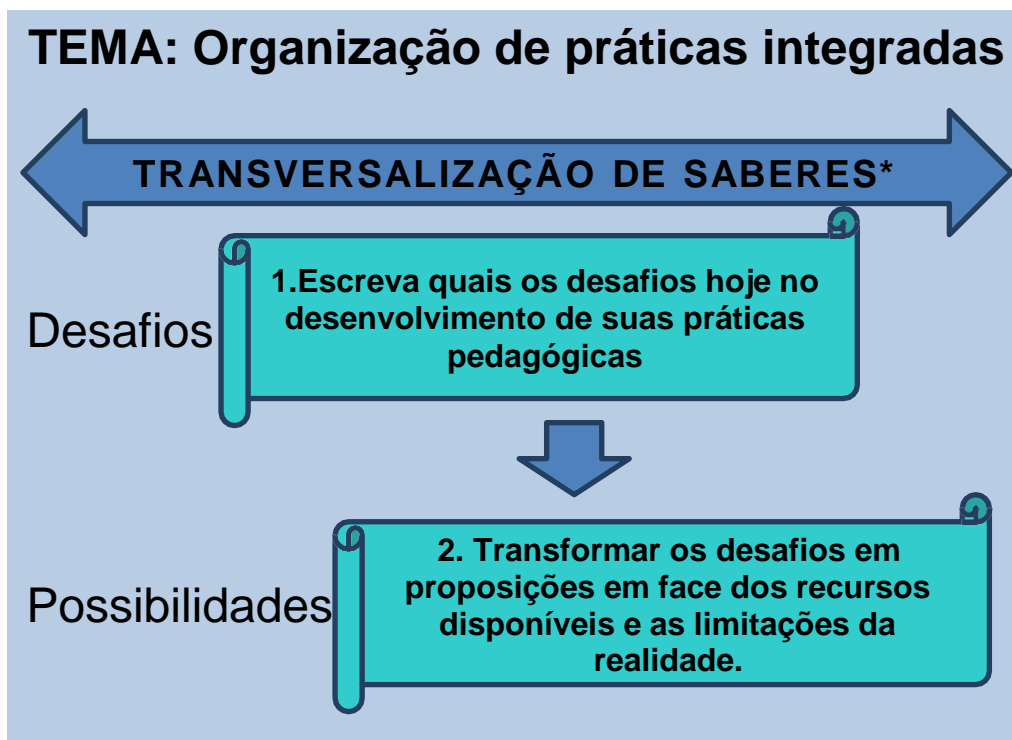 TEMA: Organização de práticas integradas
TRANSVERSALIZAÇÃO DE SABERES*
Desafios
1.Escreva quais os desafios hoje no
desenvolvimento de suas práticas
pedagógicas
Possibilidades
2. Transformar os desafios em
proposições em face dos recursos
disponíveis e as limitações da
realidade.